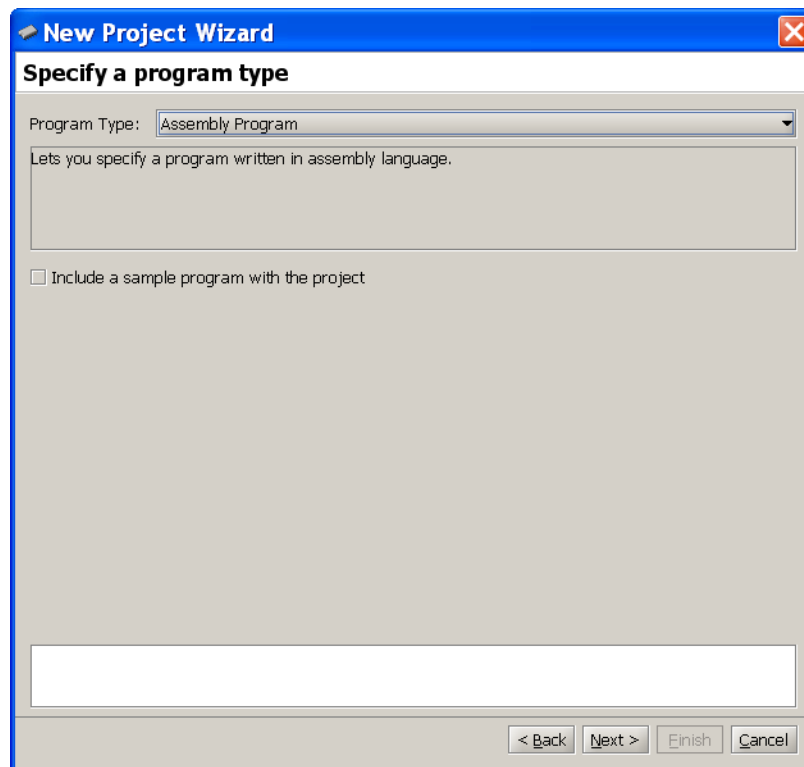 New Project Wizard
Specify a program type
Program Type: Assembly Program
Lets you specify a program written in assembly language.
Include a sample program with the project
< Back Next > Finish Cancel